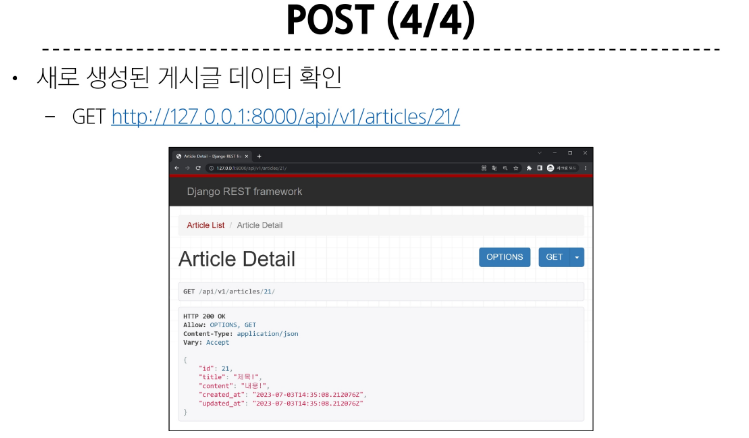 POST (4/4)
• 새로 생성된 게시글 데이터 확인
– GET http://127.0.0.1:8000/api/v1/articles/21/
Article Detail – Django REST fr
127.0.0.1:8000/api/v1/articles/21/
Django REST framework
Article List / Article Detail
Article Detail
OPTIONS
GET
GET /api/v1/articles/21/
HTTP 200 OK
Allow: OPTIONS, GET
Content-Type: application/json
Vary: Accept
{
"id": 21,
"title": "제목!",
"content": "내용!",
"created_at": "2023-07-03T14:35:08.212076Z",
"updated_at": "2023-07-03T14:35:08.212076Z"
}